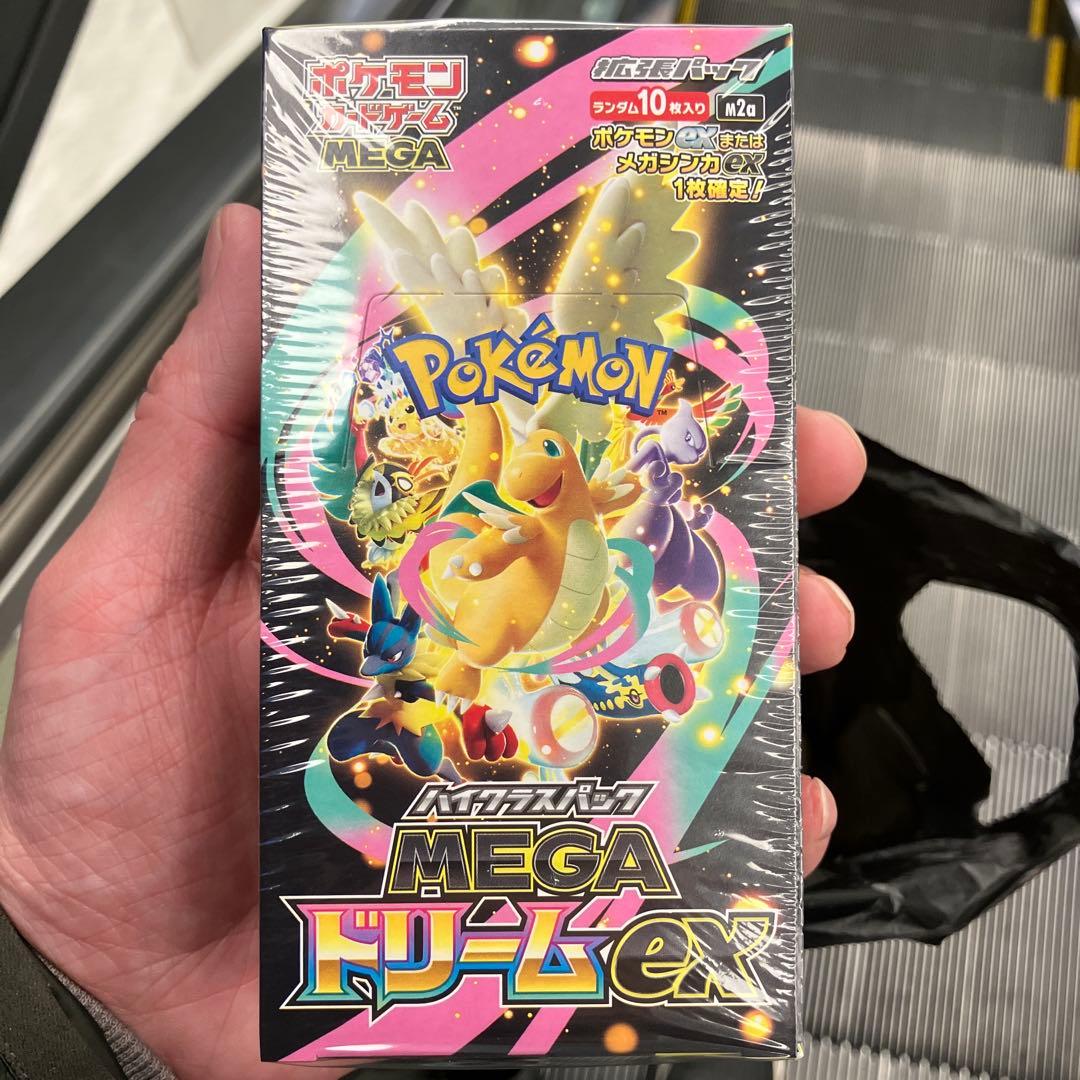 ポケモン
カードゲーム™
MEGA
拡張パック
ランダム10枚入り M2a
ポケモンexまたは
メガシンカex
1枚確定!
POKéMON™
ハイクラスパック
MEGA
ドリームex